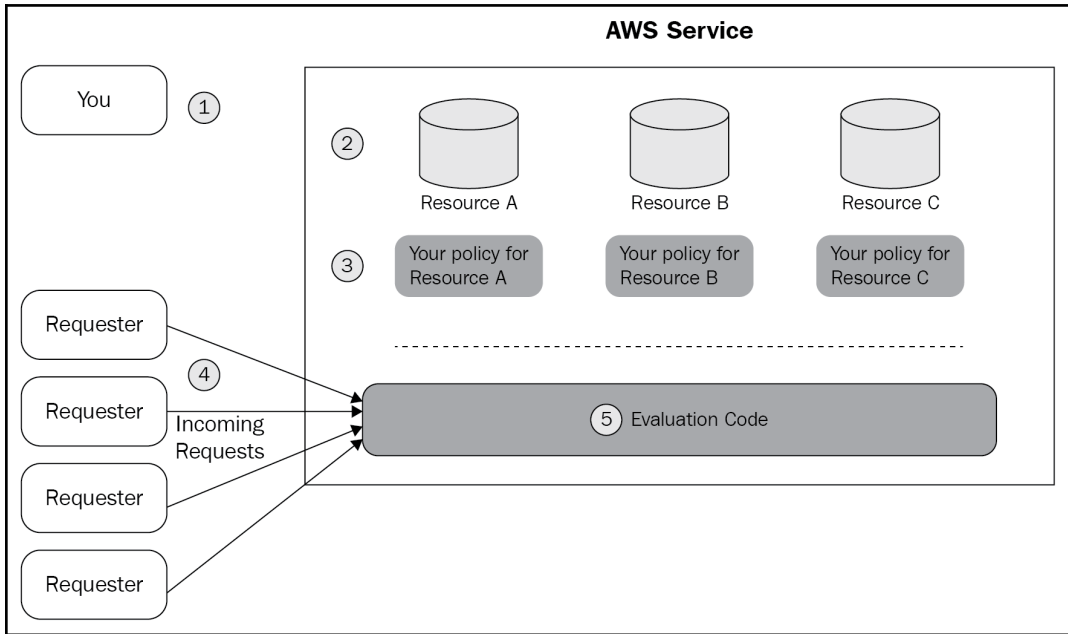 AWS Service
You
1
2
Resource A
Resource B
Resource C
3
Your policy for
Resource A
Your policy for
Resource B
Your policy for
Resource C
Requester
4
Requester
Incoming
Requests
5 Evaluation Code
Requester
Requester